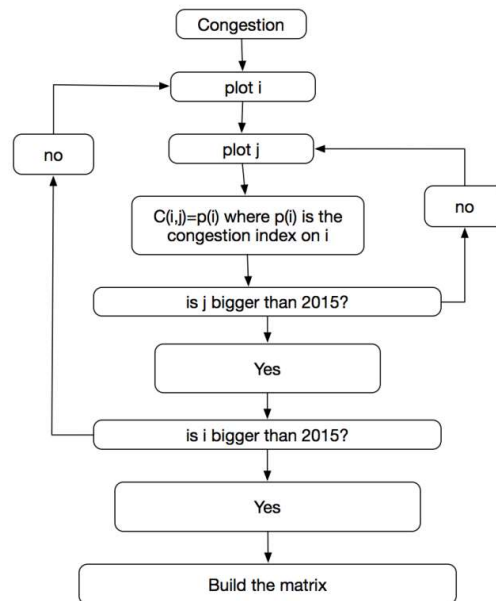 Congestion
plot i
no
plot j
C(i,j)=p(i) where p(i) is the
congestion index on i
no
is j bigger than 2015?
Yes
is i bigger than 2015?
Yes
Build the matrix